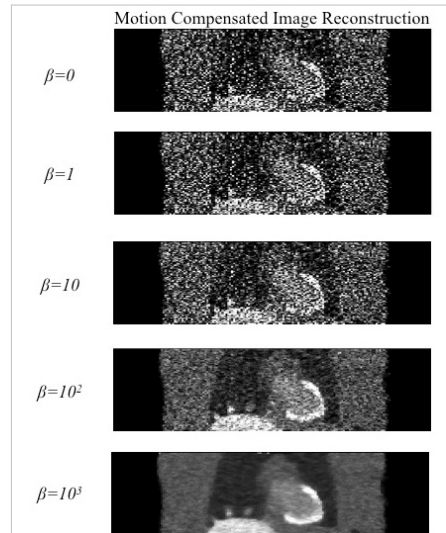 Motion Compensated Image Reconstruction
β=0
β=1
β=10
β=10²
β=10³